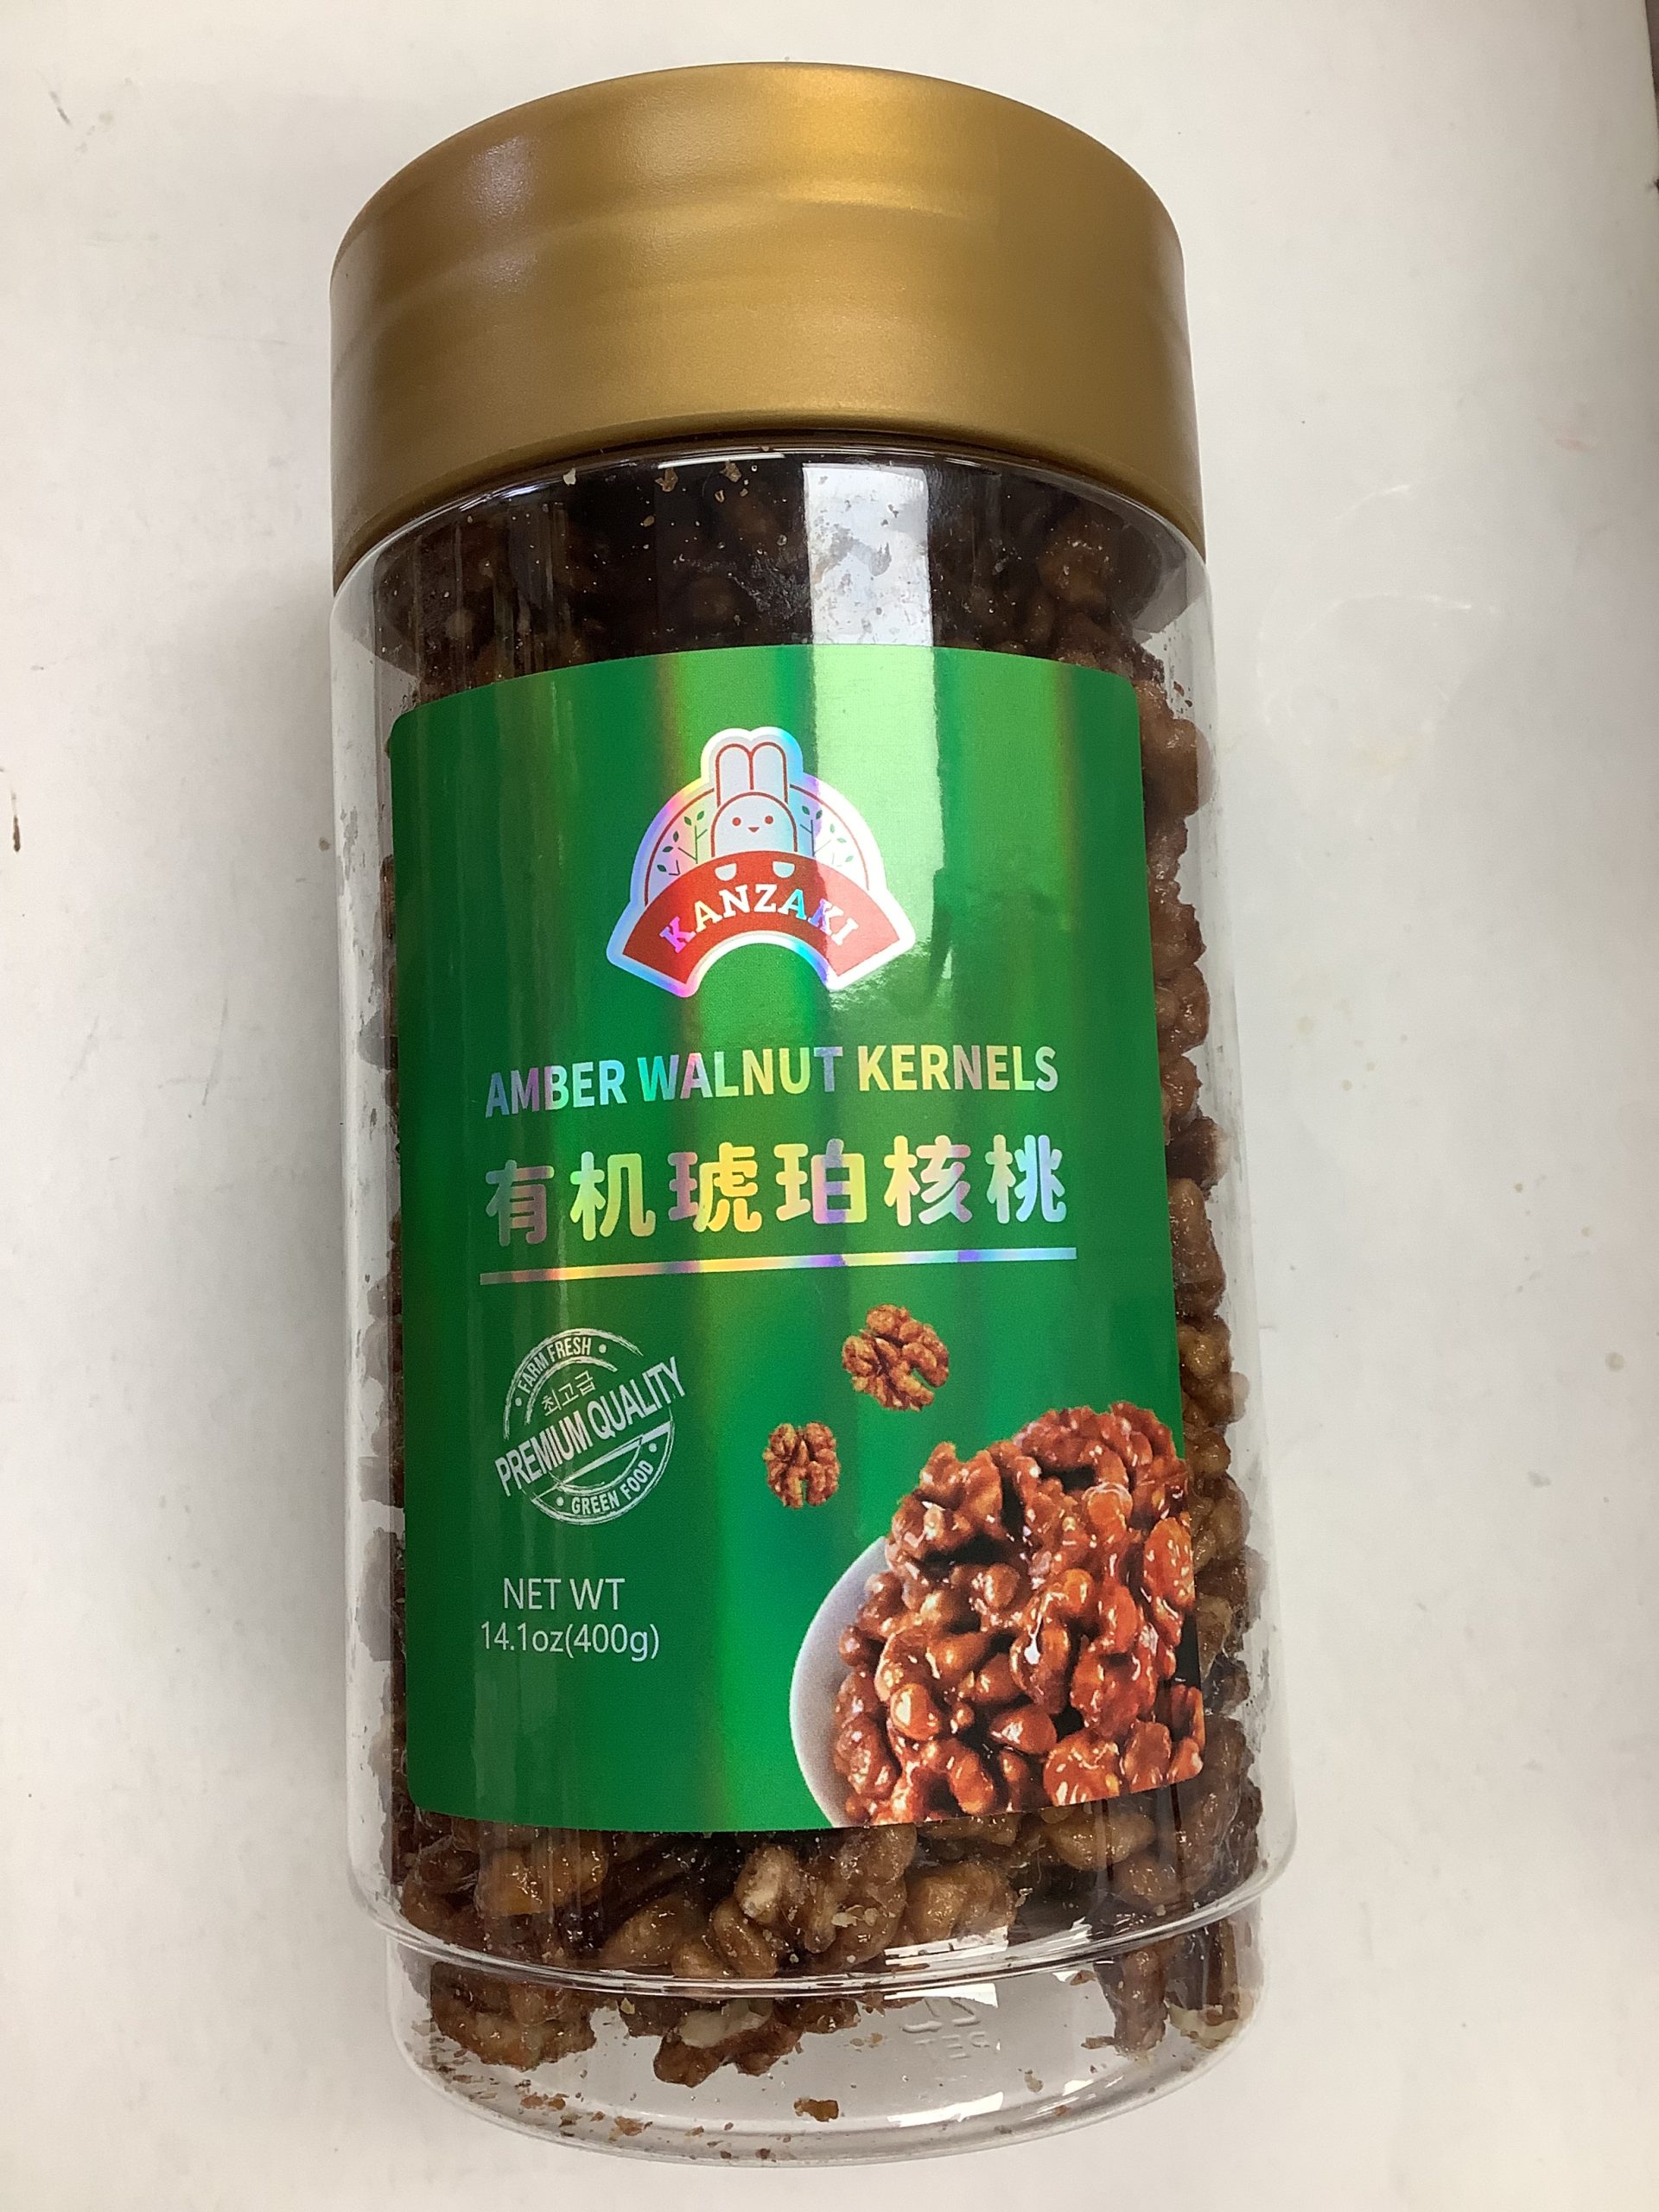 KANZAKI
AMBER WALNUT KERNELS
有机琥珀核桃
FARM FRESH
최고급
PREMIUM QUALITY
GREEN FOOD
NET WT
14.1oz(400g)